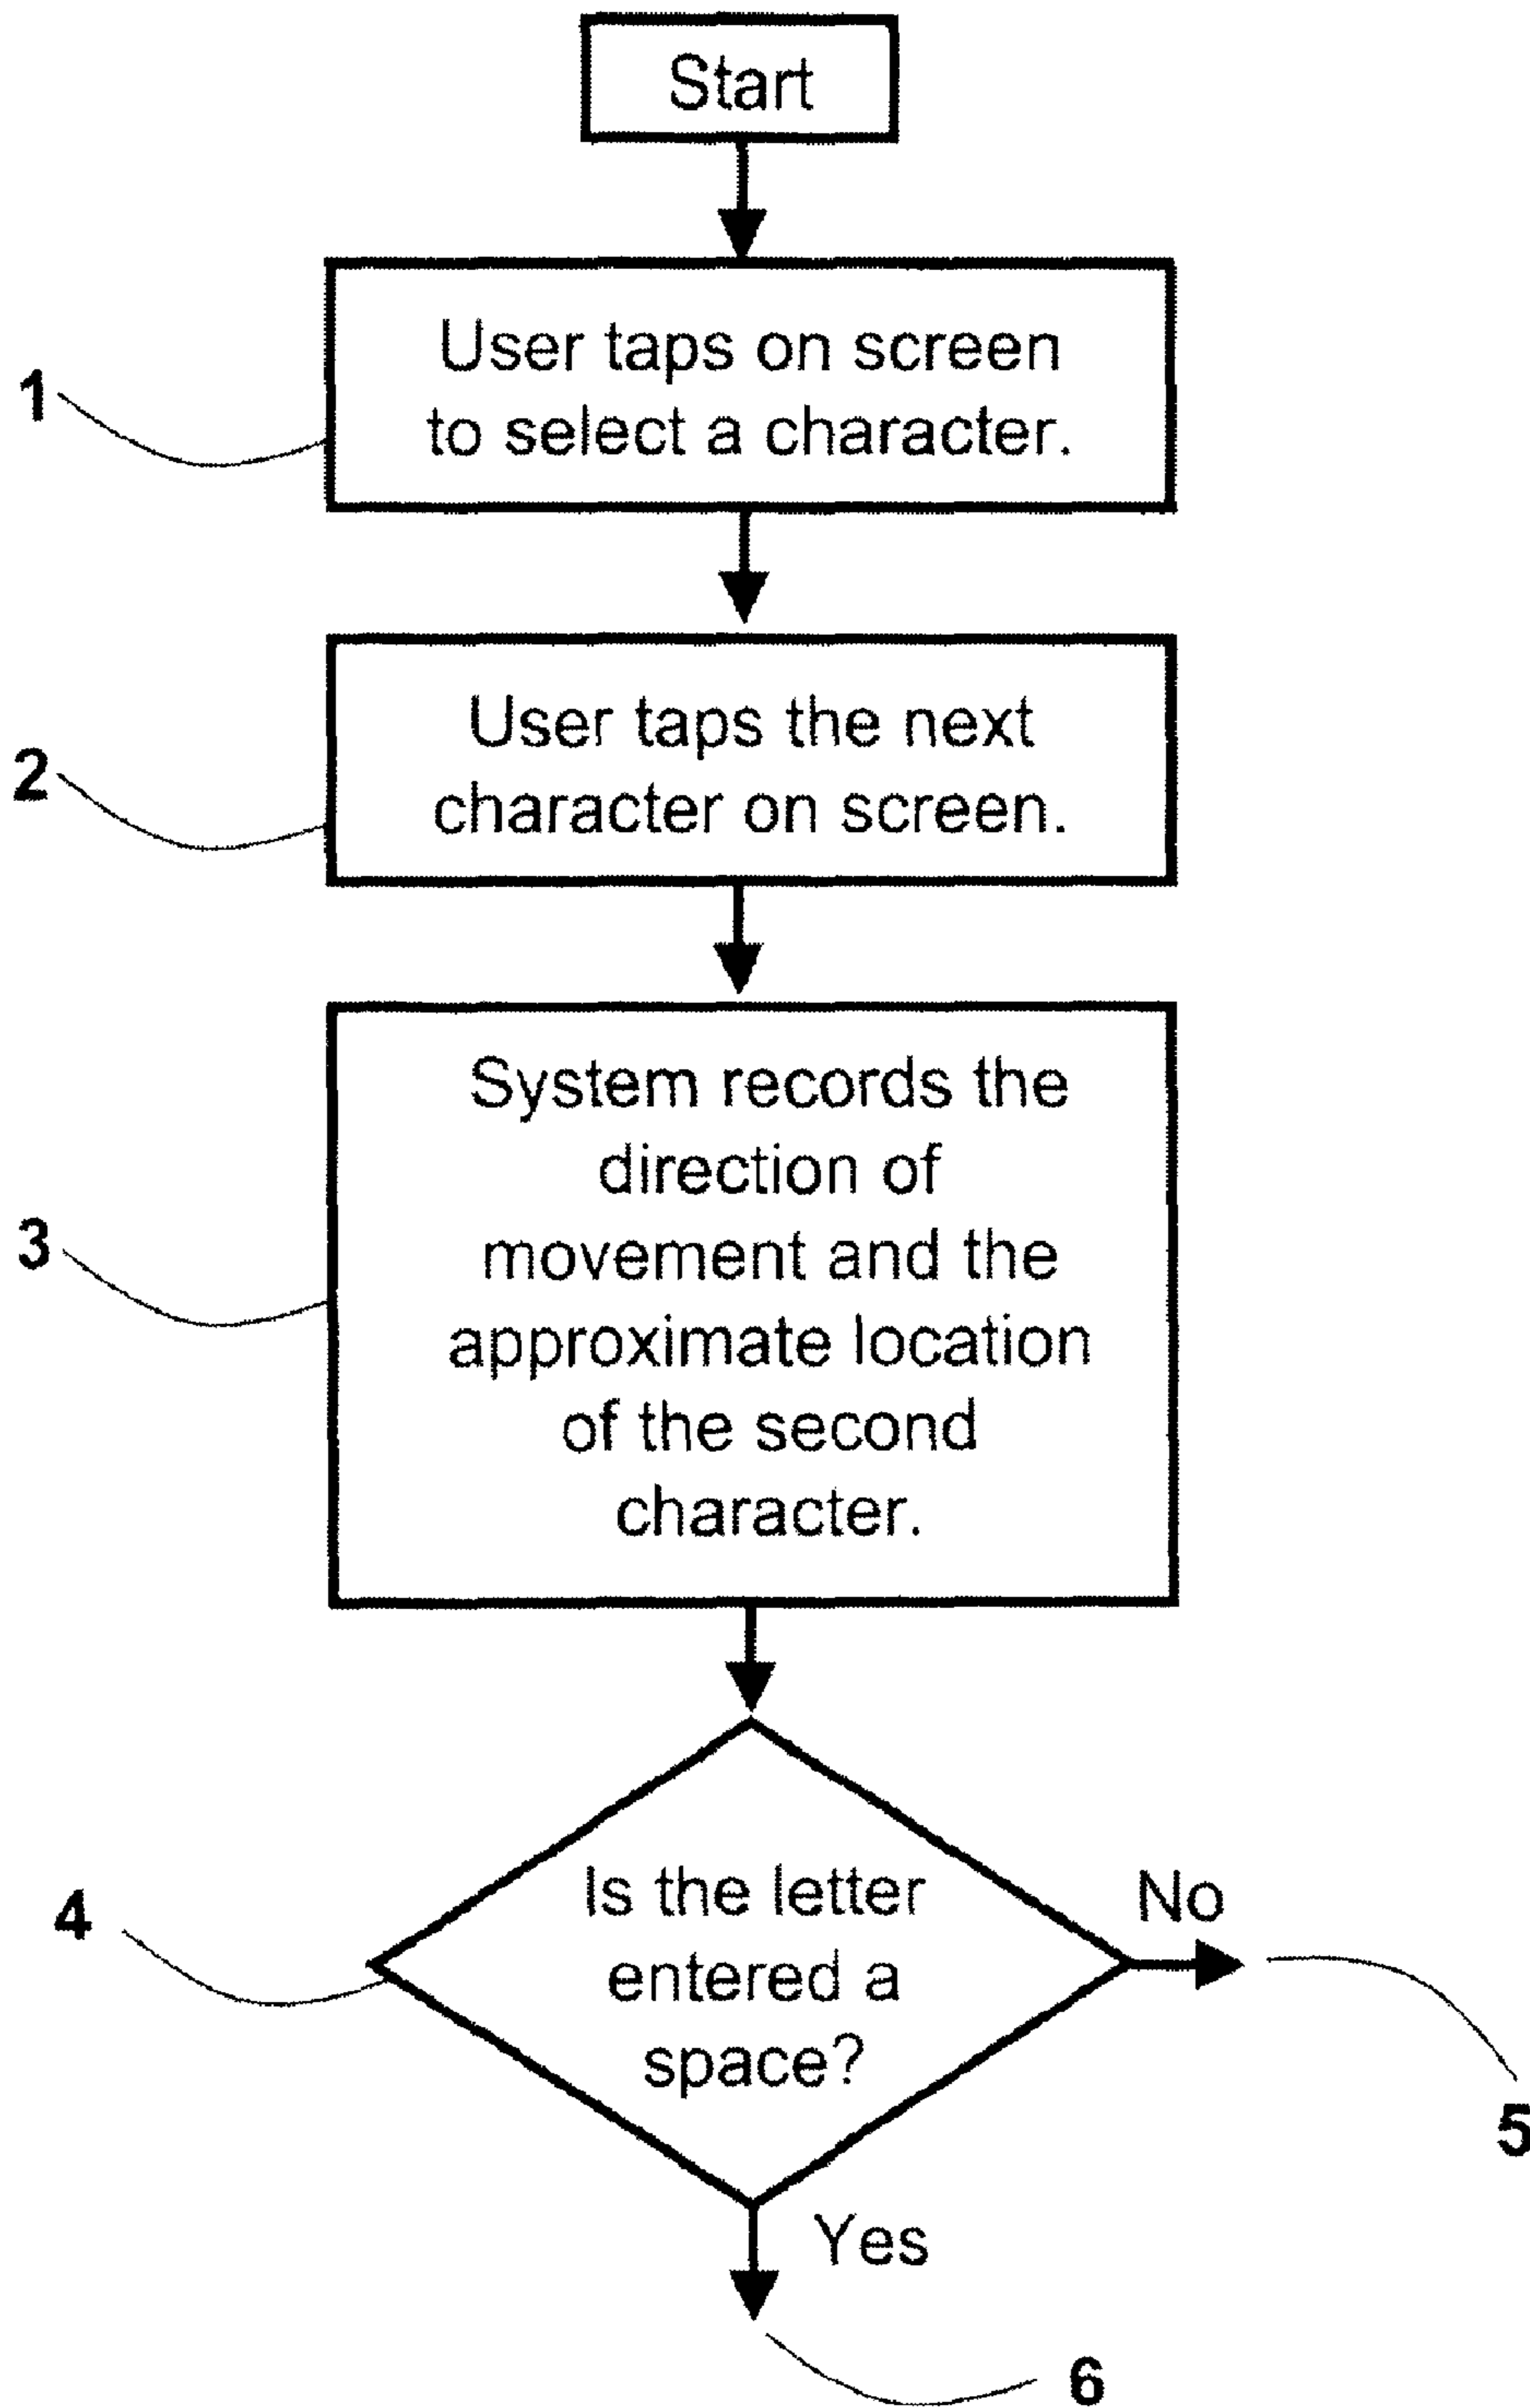 Start
User taps on screen
to select a character.
1
User taps the next
character on screen.
2
System records the
direction of
movement and the
approximate location
of the second
character.
3
Is the letter
entered a
space?
4
No
5
Yes
6